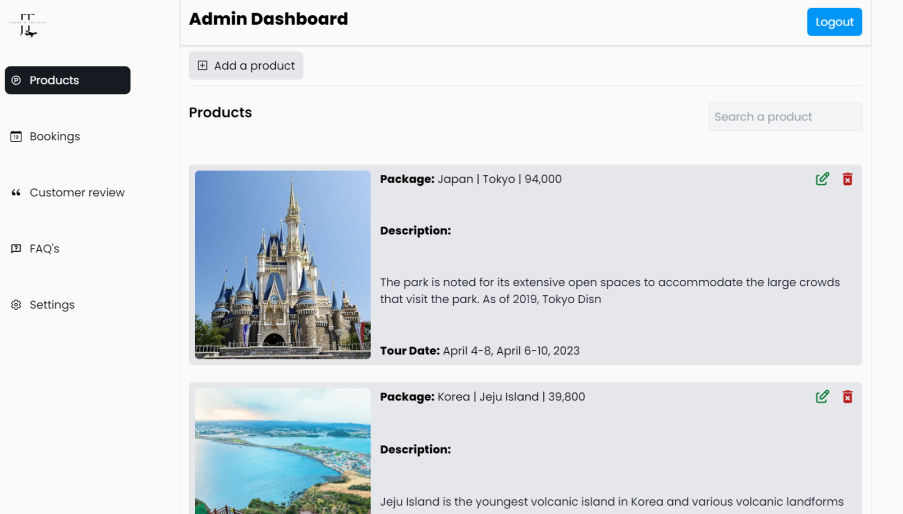 Admin Dashboard
Logout
Products
Bookings
Customer review
FAQ's
Settings
Add a product
Products
Search a product
Package: Japan | Tokyo | 94,000
Description:
The park is noted for its extensive open spaces to accommodate the large crowds
that visit the park. As of 2019, Tokyo Disn
Tour Date: April 4-8, April 6-10, 2023
Package: Korea | Jeju Island | 39,800
Description:
Jeju Island is the youngest volcanic island in Korea and various volcanic landforms